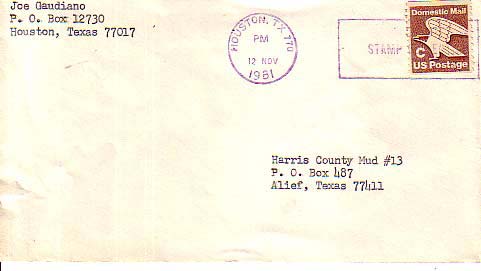 Joe Gaudiano
P. O. Box 12730
Houston, Texas 77017
HOUSTON, TX 770
PM
12 NOV
1981
STAMP
Domestic Mail
C
US Postage
Harris County Mud #13
P. O. Box 487
Alief, Texas 77411